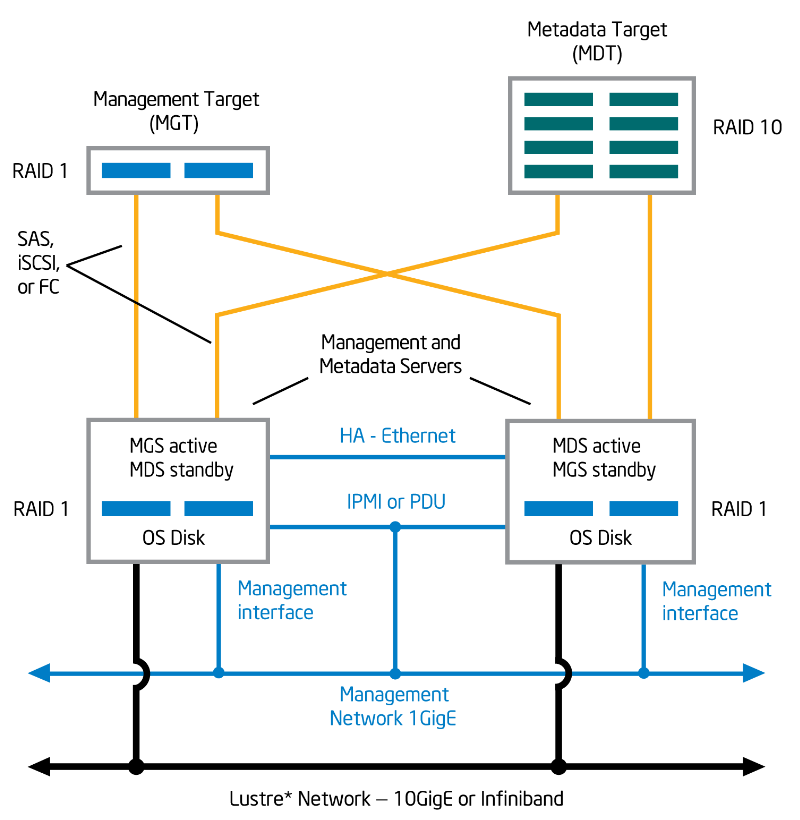 Metadata Target
(MDT)
Management Target
(MGT)
RAID 10
RAID 1
SAS,
iSCSI,
or FC
Management and
Metadata Servers
MGS active
MDS standby
HA - Ethernet
MDS active
MGS standby
RAID 1
IPMI or PDU
RAID 1
OS Disk
OS Disk
Management
interface
Management
interface
Management
Network 1GigE
Lustre* Network – 10GigE or Infiniband